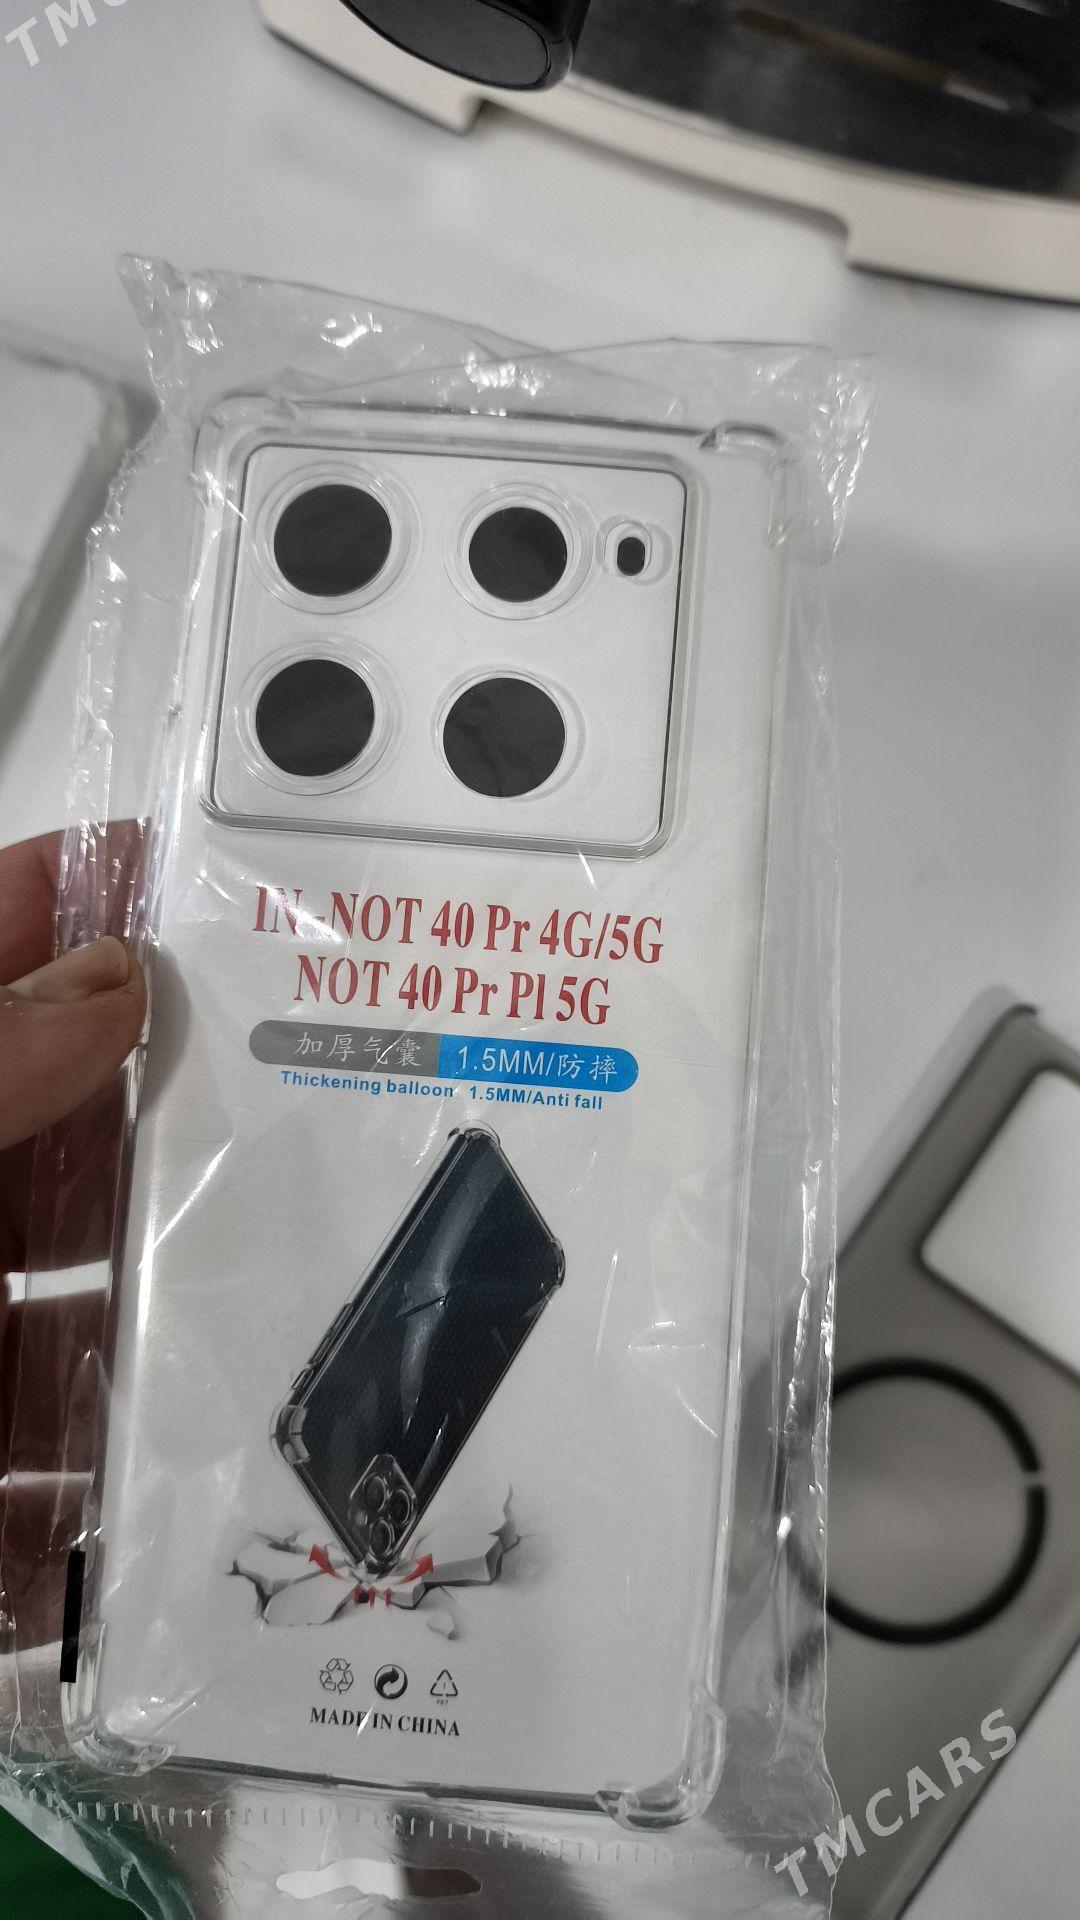 IN-NOT 40 Pr 4G/5G
NOT 40 Pr Pl 5G
加厚气囊 1.5MM/防摔
Thickening balloon 1.5MM/Anti fall
MADE IN CHINA
TMCARS